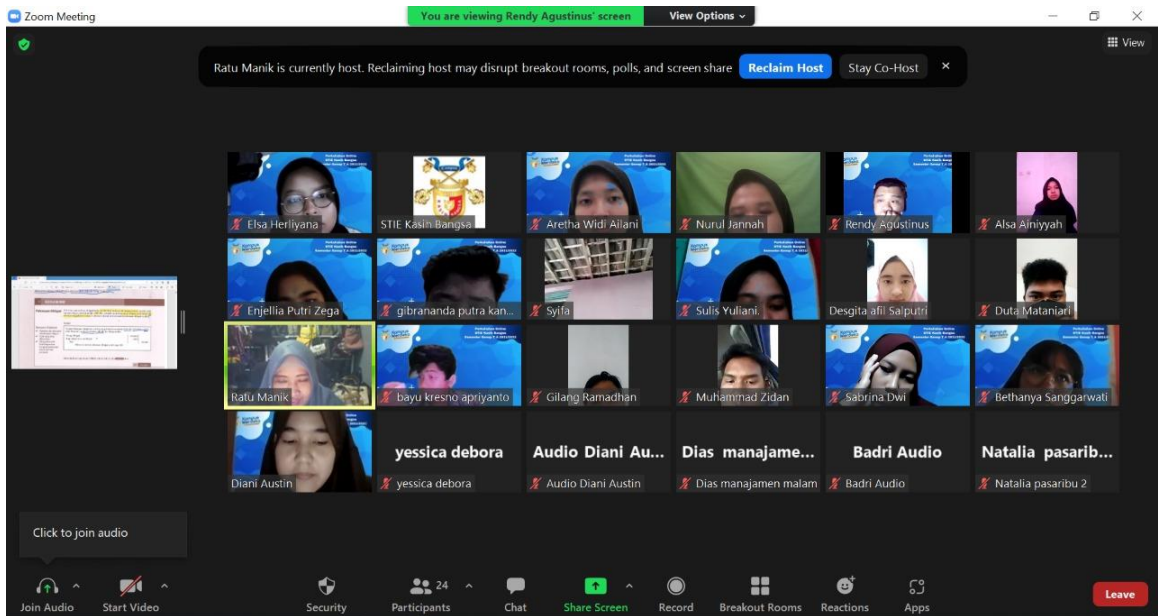 Zoom Meeting
You are viewing Rendy Agustinus' screen
View Options
View
Ratu Manik is currently host. Reclaiming host may disrupt breakout rooms, polls, and screen share
Reclaim Host
Stay Co-Host
Elsa Herliyana
STIE Kasih Bangsa
Aretha Widi Ailani
Nurul Jannah
Rendy Agustinus
Alsa Ainiyyah
Enjellia Putri Zega
gibrananda putra kan...
Syifa
Sulis Yuliani.
Desgita afil Salputri
Duta Mataniari
Ratu Manik
bayu kresno apriyanto
Gilang Ramadhan
Muhammad Zidan
Sabrina Dwi
Bethanya Sanggarwati
Diani Austin
yessica debora
yessica debora
Audio Diani Au...
Audio Diani Austin
Dias manajame...
Dias manajamen malam
Badri Audio
Badri Audio
Natalia pasarib...
Natalia pasaribu 2
Click to join audio
Join Audio
Start Video
Security
24
Participants
Chat
Share Screen
Record
Breakout Rooms
Reactions
Apps
Leave